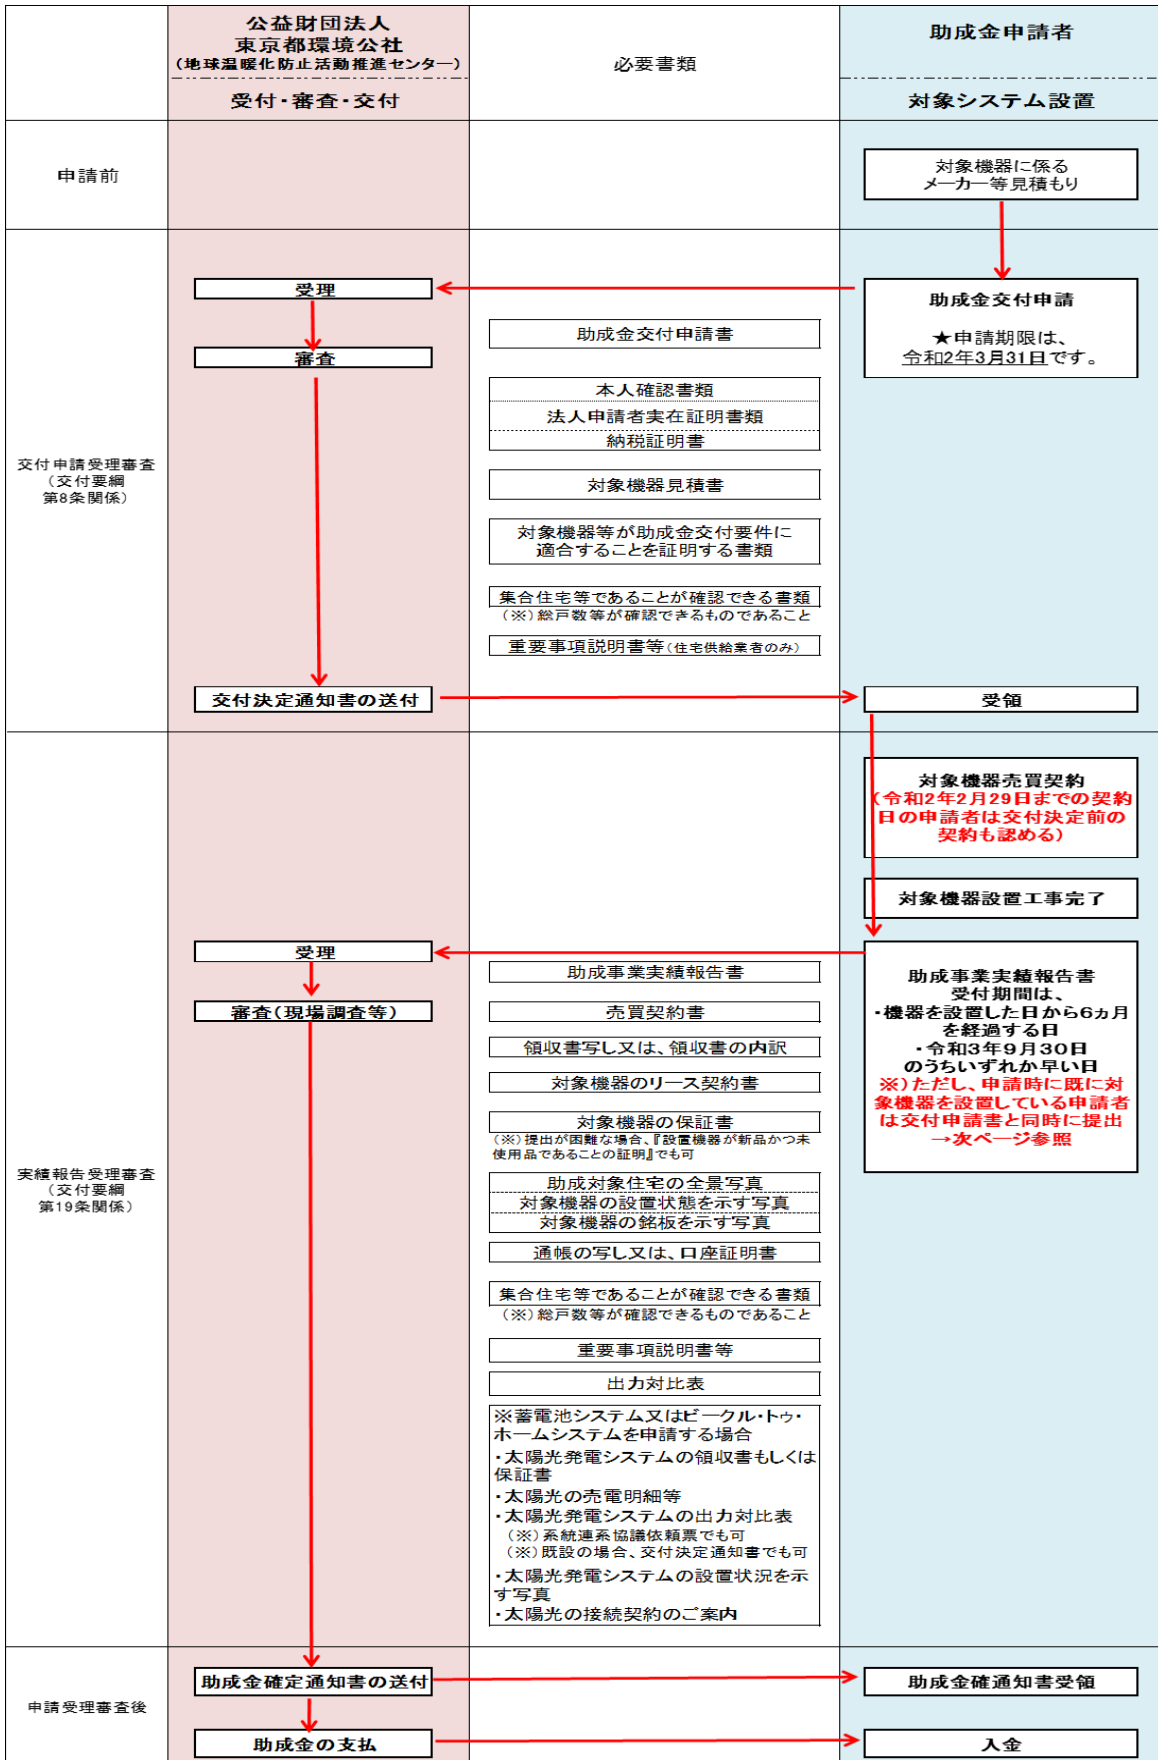 公益財団法人
東京都環境公社
(地球温暖化防止活動推進センター)
受付・審査・交付
必要書類
助成金申請者
対象システム設置
申請前
対象機器に係る
メーカー等見積もり
交付申請受理審査
(交付要綱
第8条関係)
受理
審査
助成金交付申請
★申請期限は、
令和2年3月31日です。
助成金交付申請書
本人確認書類
法人申請者実在証明書類
納税証明書
対象機器見積書
対象機器等が助成金交付要件に
適合することを証明する書類
集合住宅等であることが確認できる書類
(※)総戸数等が確認できるものであること
重要事項説明書等(住宅供給業者のみ)
交付決定通知書の送付
受領
実績報告受理審査
(交付要綱
第19条関係)
対象機器売買契約
(令和2年2月29日までの契約
日の申請者は交付決定前の
契約も認める)
対象機器設置工事完了
受理
審査(現場調査等)
助成事業実績報告書
受付期間は、
・機器を設置した日から6ヵ月
を経過する日
・令和3年9月30日
のうちいずれか早い日
※)ただし、申請時に既に対
象機器を設置している申請者
は交付申請書と同時に提出
→次ページ参照
助成事業実績報告書
売買契約書
領収書写し又は、領収書の内訳
対象機器のリース契約書
対象機器の保証書
(※)提出が困難な場合、『設置機器が新品かつ未
使用品であることの証明』でも可
助成対象住宅の全景写真
対象機器の設置状態を示す写真
対象機器の銘板を示す写真
通帳の写し又は、口座証明書
集合住宅等であることが確認できる書類
(※)総戸数等が確認できるものであること
重要事項説明書等
出力対比表
※蓄電池システム又はビークル・トゥ・
ホームシステムを申請する場合
・太陽光発電システムの領収書もしくは
保証書
・太陽光の売電明細等
・太陽光発電システムの出力対比表
(※)系統連系協議依頼票でも可
(※)既設の場合、交付決定通知書でも可
・太陽光発電システムの設置状況を示
す写真
・太陽光の接続契約のご案内
申請受理審査後
助成金確定通知書の送付
助成金確通知書受領
助成金の支払
入金